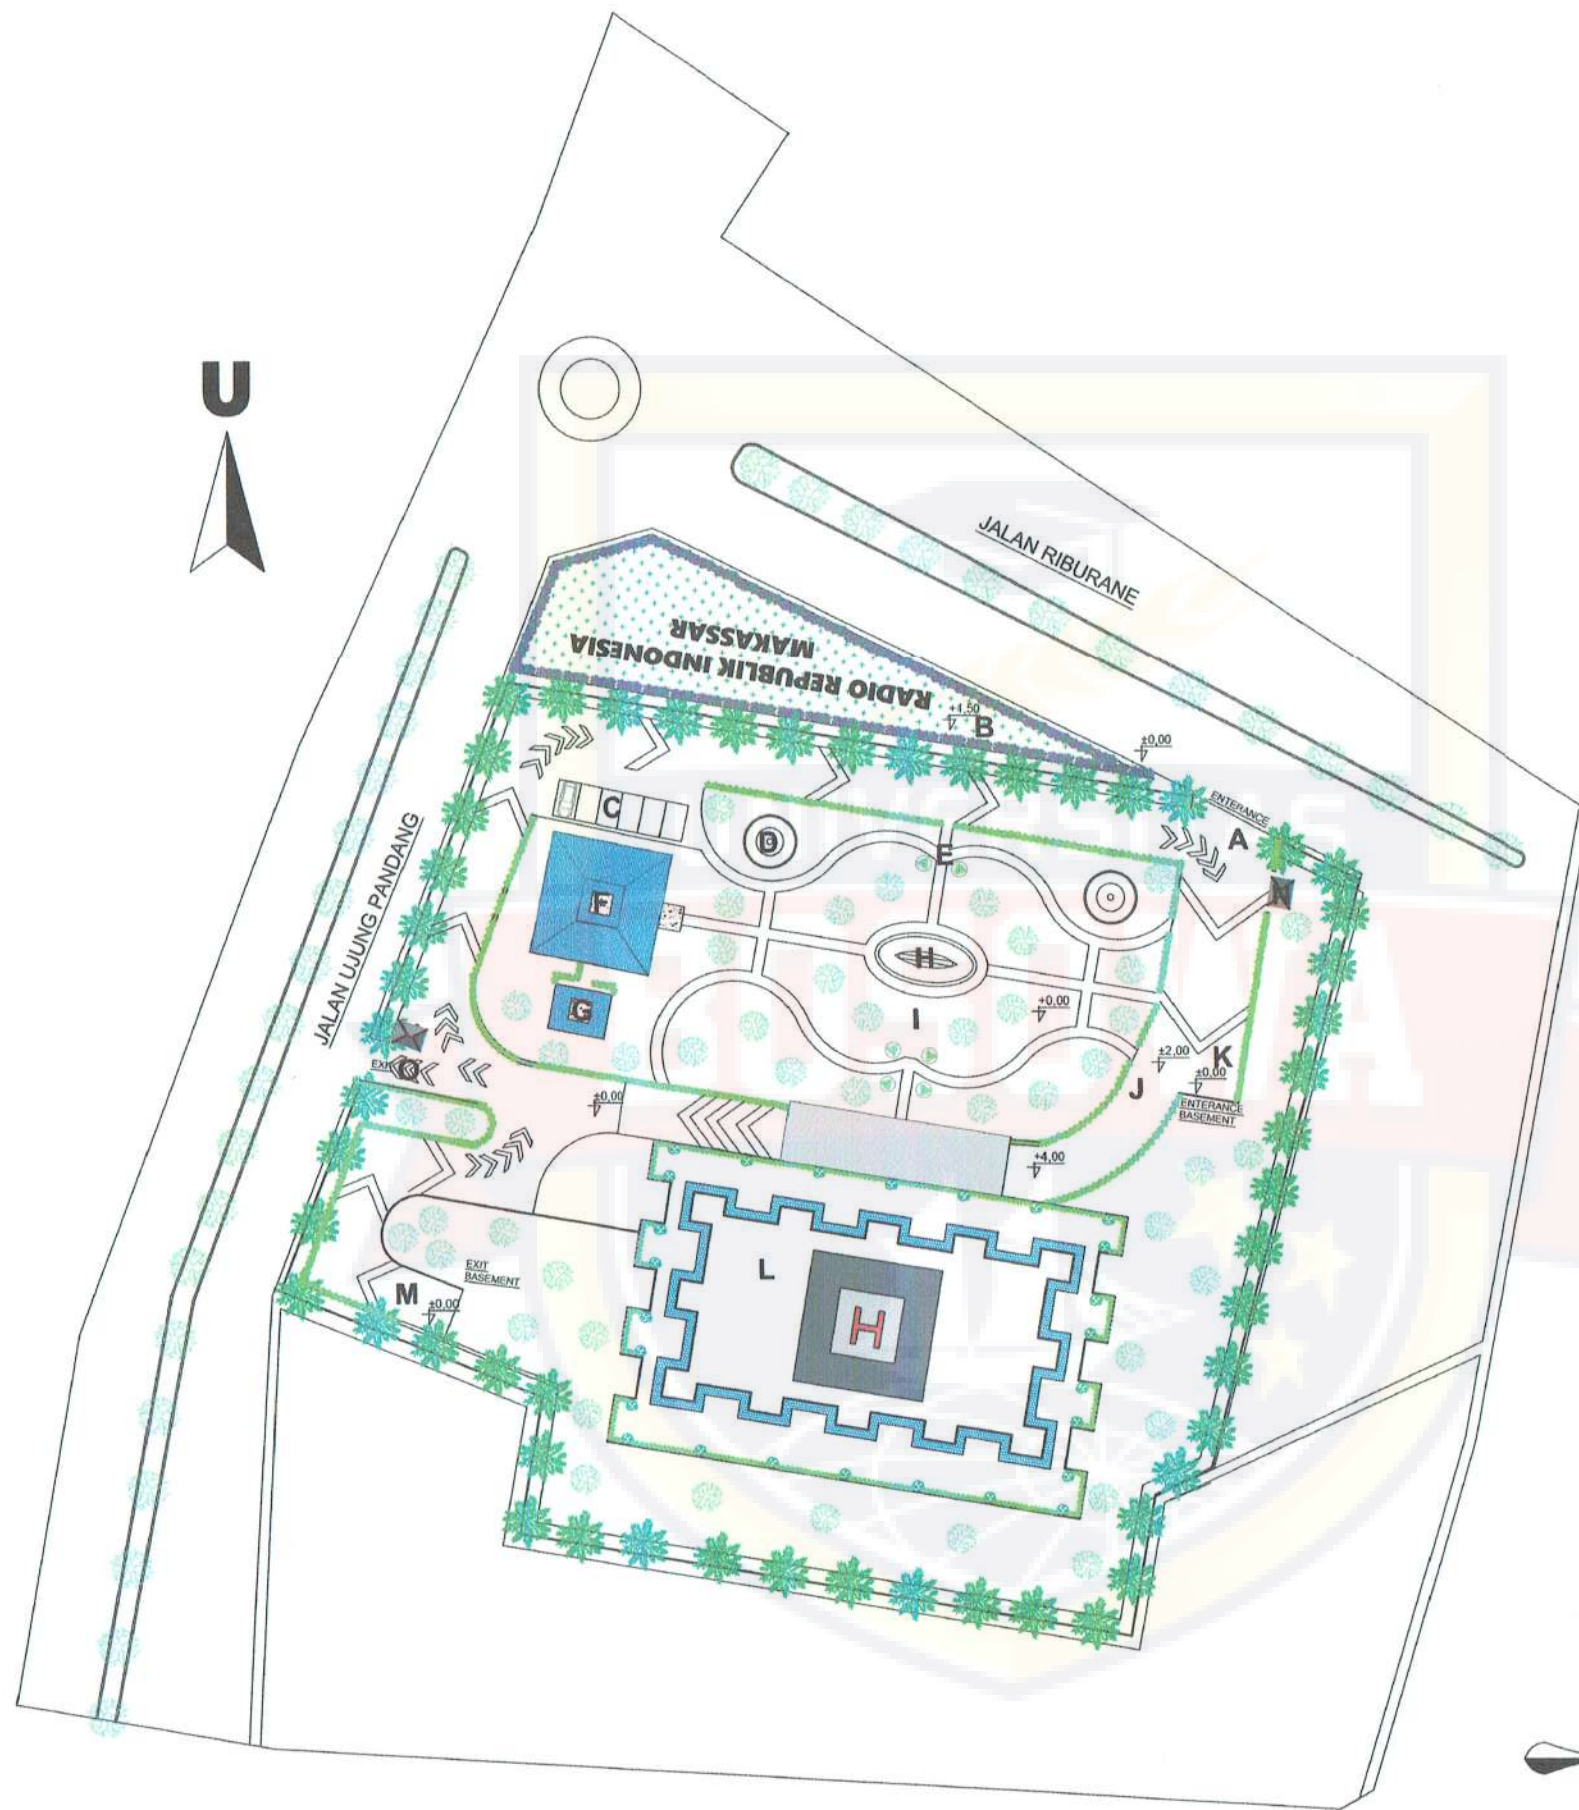 U
JALAN RIBURANE
RADIO REPUBLIK INDONESIA
MAKASSAR
+1,50
B
±0,00
ENTERANCE
A
C
D
E
N
F
JALAN UJUNG PANDANG
H
G
I
+0,00
±2,00
K
±0,00
J
ENTERANCE
BASEMENT
EXIT
O
±0,00
+4,00
L
EXIT
BASEMENT
M
±0,00
H